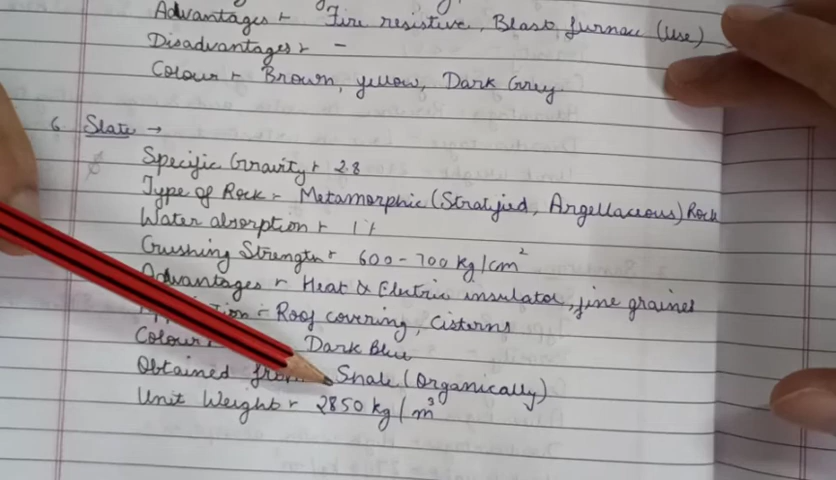 Advantages :- Fire resistive, Blast furnace (use)
Disadvantages :- -
Colour :- Brown, yellow, Dark Grey
6. Slate →
Specific Gravity :- 2.8
Type of Rock :- Metamorphic (Stratified, Argellaceous) Rock
Water absorption :- 1%
Crushing Strength :- 600-700 kg/cm²
Advantages :- Heat & Electric insulator, fine grained
Roof covering, Cisterns
Colour Dark Blue
Obtained from Shale (Organically)
Unit Weight :- 2850 kg/m³